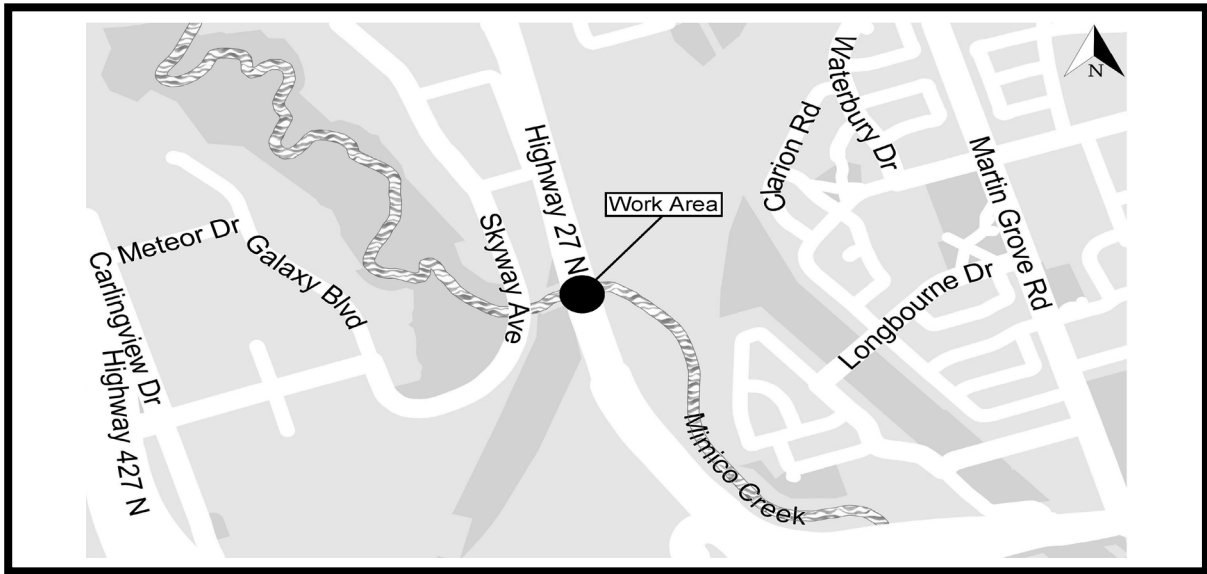 N
Waterbury Dr
Clarion Rd
Highway 27 N
Martin Grove Rd
Work Area
Meteor Dr
Skyway Ave
Galaxy Blvd
Carlingview Dr
Longbourne Dr
Highway 427 N
Mimico Creek